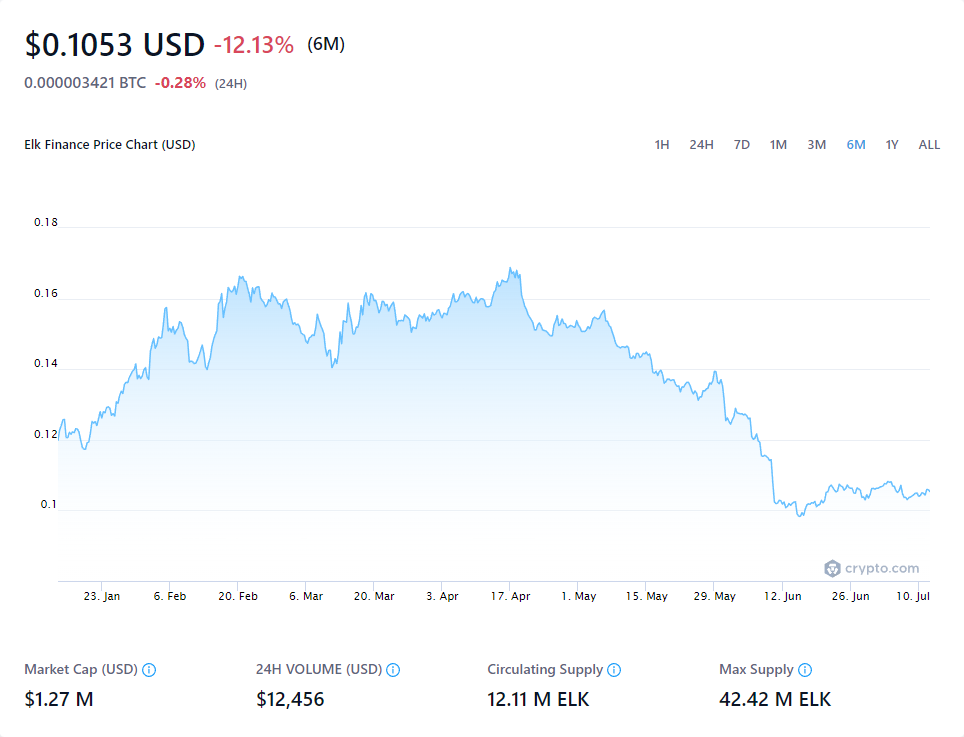 $0.1053 USD -12.13% (6M)
0.000003421 BTC -0.28% (24H)
Elk Finance Price Chart (USD)
1H 24H 7D 1M 3M 6M 1Y ALL
0.18
0.16
0.14
0.12
0.1
crypto.com
23. Jan 6. Feb 20. Feb 6. Mar 20. Mar 3. Apr 17. Apr 1. May 15. May 29. May 12. Jun 26. Jun 10. Jul
Market Cap (USD) 24H VOLUME (USD) Circulating Supply Max Supply
$1.27 M $12,456 12.11 M ELK 42.42 M ELK